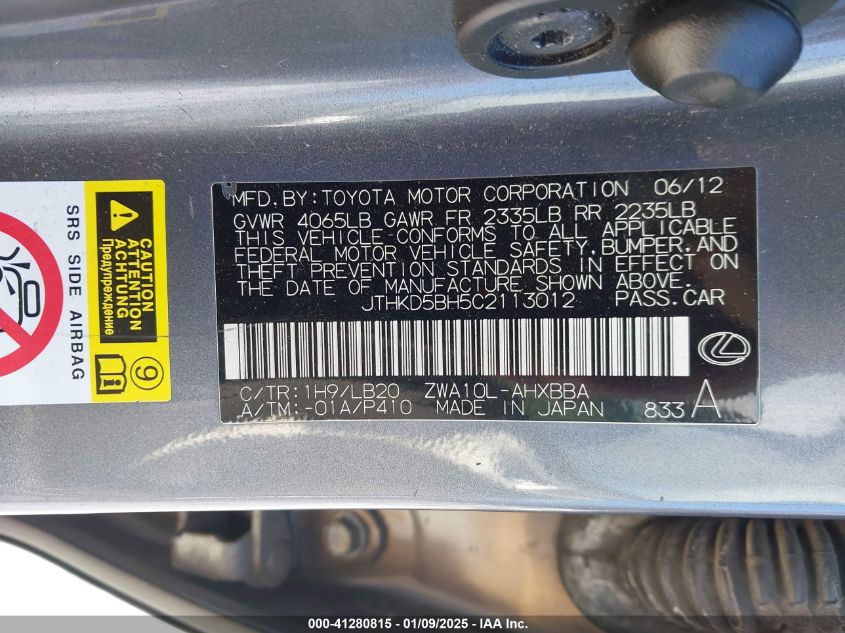 MFD.BY:TOYOTA MOTOR CORPORATION 06/12
GVWR 4065LB GAWR FR 2335LB RR 2235LB
THIS VEHICLE CONFORMS TO ALL APPLICABLE
FEDERAL MOTOR VEHICLE SAFETY,BUMPER,AND
THEFT PREVENTION STANDARDS IN EFFECT ON
THE DATE OF MANUFACTURE SHOWN ABOVE.
JTHKD5BH5C2113012 PASS.CAR
C/TR:1H9/LB20 ZWA10L-AHXBBA
A/TM:-01A/P410 MADE IN JAPAN 833 A
SRS SIDE AIRBAG
CAUTION
ATTENTION
ACHTUNG
Предупреждение
9
000-41280815 / 01/09/2025 - IAA Inc.